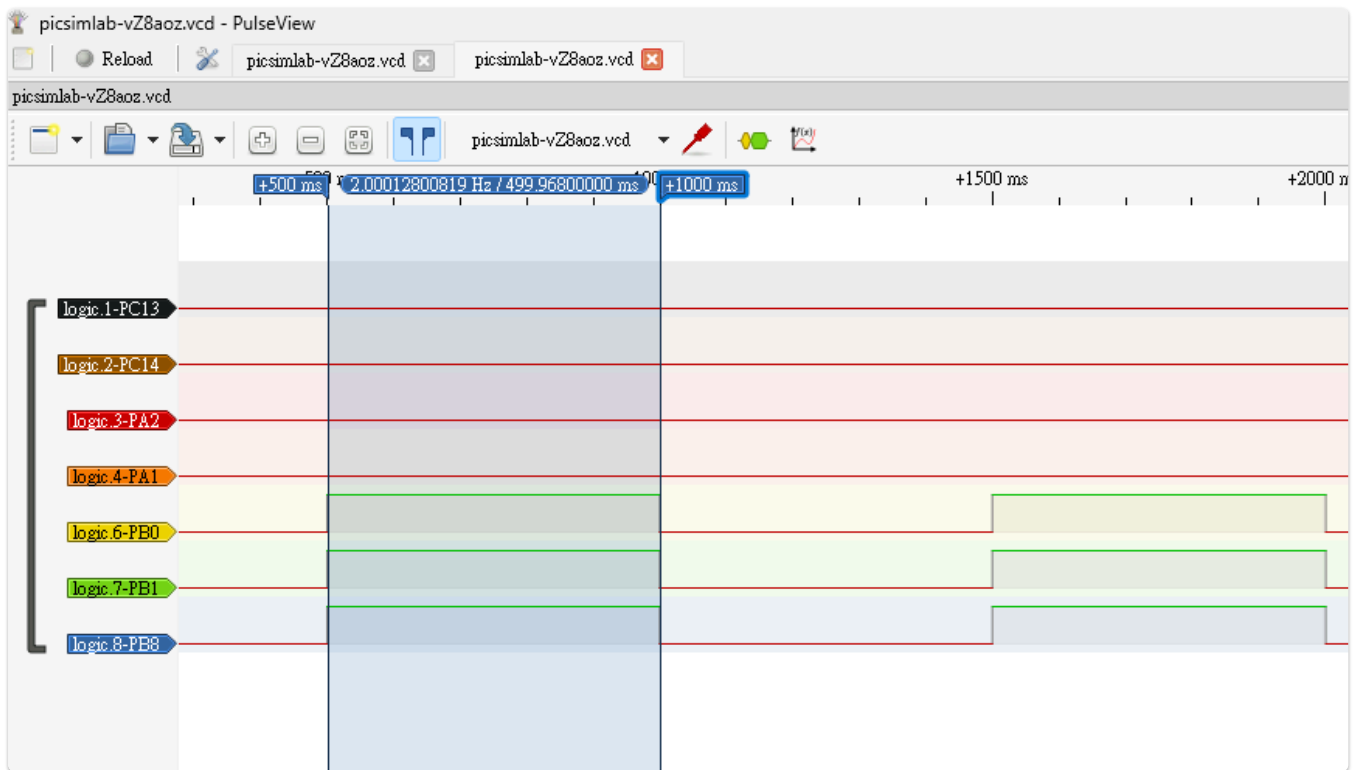 picsimlab-vZ8aoz.vcd - PulseView
Reload picsimlab-vZ8aoz.vcd picsimlab-vZ8aoz.vcd
picsimlab-vZ8aoz.vcd
picsimlab-vZ8aoz.vcd
+500 ms 2.00012800819 Hz / 499.96800000 ms +1000 ms +1500 ms +2000 m
logic.1-PC13
logic.2-PC14
logic.3-PA2
logic.4-PA1
logic.6-PB0
logic.7-PB1
logic.8-PB8